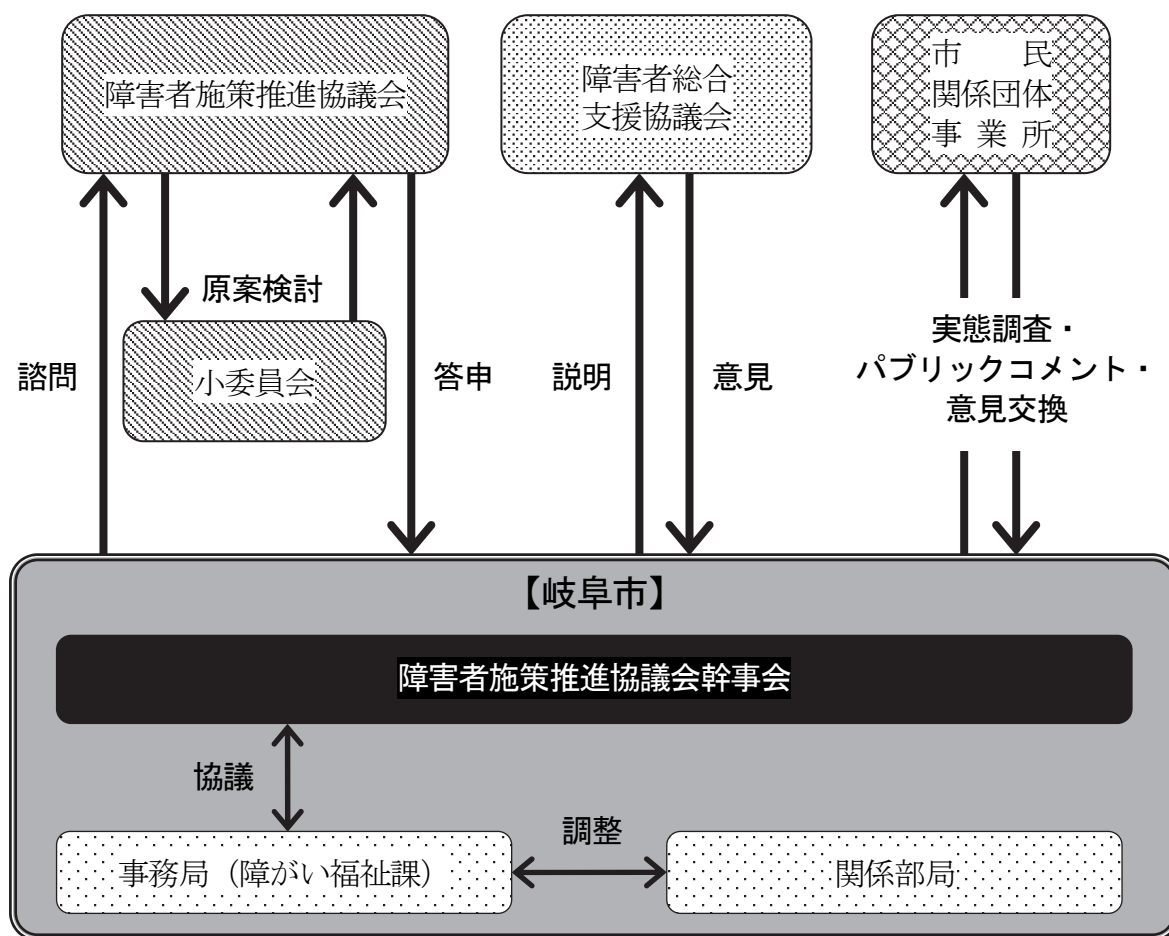 障害者施策推進協議会
障害者総合
支援協議会
市　　民
関係団体
事 業 所
原案検討
小委員会
諮問
答申
説明
意見
実態調査・
パブリックコメント・
意見交換
【岐阜市】
障害者施策推進協議会幹事会
協議
調整
事務局（障がい福祉課）
関係部局